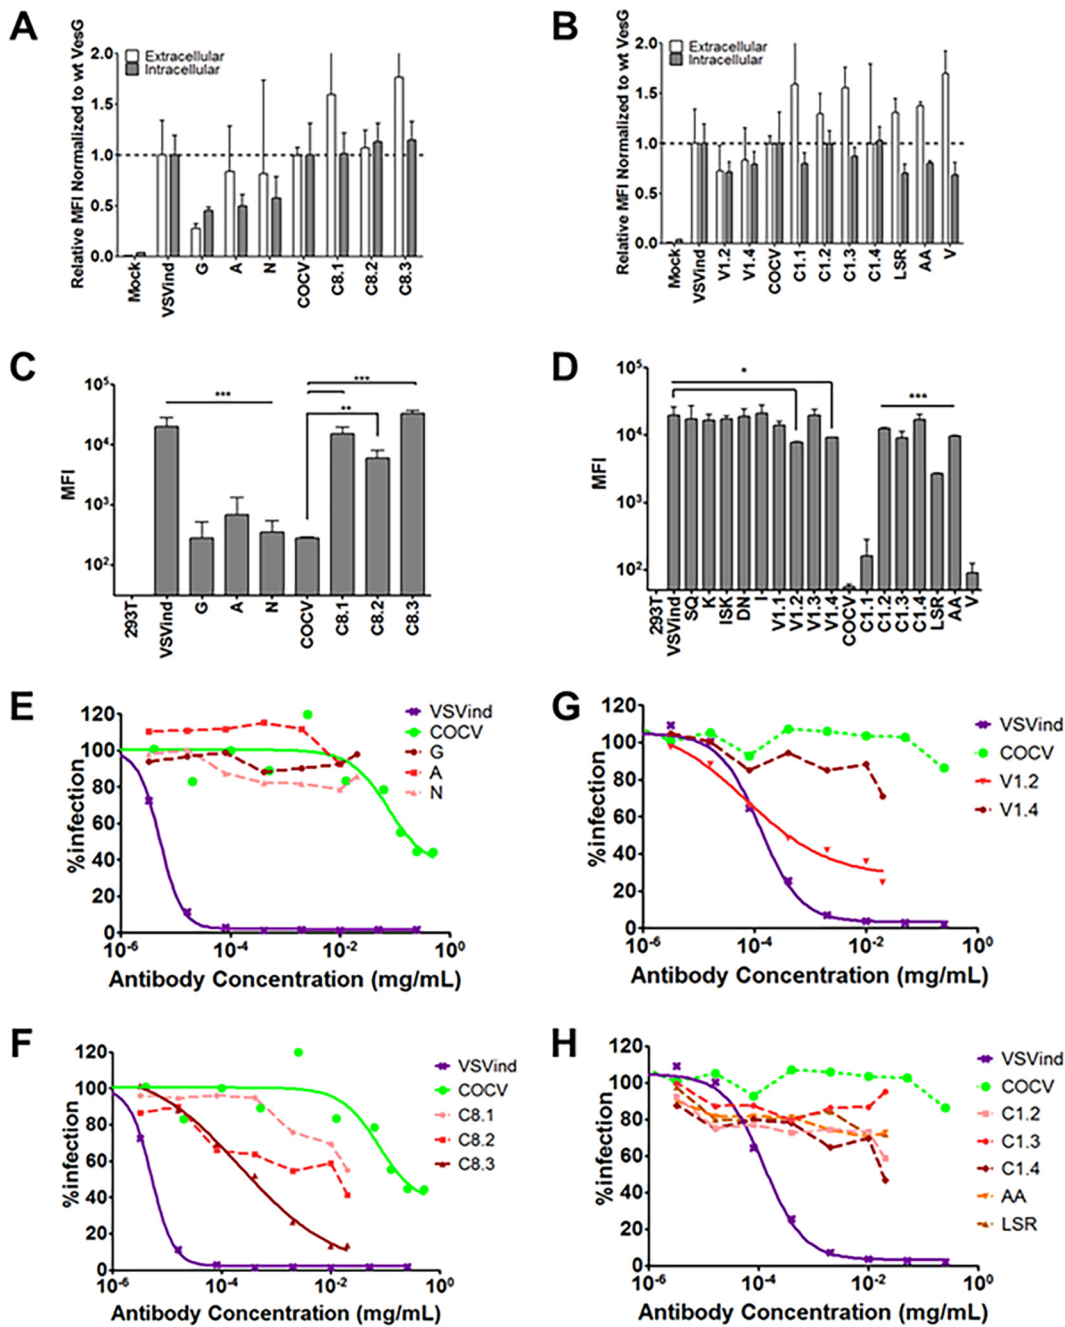 A
Relative MFI Normalized to wt VesG
2.0
1.5
1.0
0.5
0.0
Extracellular
Intracellular
Mock
VSVind
G
A
N
COCV
C8.1
C8.2
C8.3
B
Relative MFI Normalized to wt VesG
2.0
1.5
1.0
0.5
0.0
Extracellular
Intracellular
Mock
VSVind
V1.2
V1.4
COCV
C1.1
C1.2
C1.3
C1.4
LSR
AA
V
C
MFI
10⁵
10⁴
10³
10²
***
***
**
293T
VSVind
G
A
N
COCV
C8.1
C8.2
C8.3
D
MFI
10⁵
10⁴
10³
10²
*
***
293T
VSVind
SQ
K
ISK
DN
I
V1.1
V1.2
V1.3
V1.4
COCV
C1.1
C1.2
C1.3
C1.4
LSR
AA
V
E
%infection
120
100
80
60
40
20
0
10⁻⁶
10⁻⁴
10⁻²
10⁰
Antibody Concentration (mg/mL)
VSVind
COCV
G
A
N
G
%infection
120
100
80
60
40
20
0
10⁻⁶
10⁻⁴
10⁻²
10⁰
Antibody Concentration (mg/mL)
VSVind
COCV
V1.2
V1.4
F
%infection
120
100
80
60
40
20
0
10⁻⁶
10⁻⁴
10⁻²
10⁰
Antibody Concentration (mg/mL)
VSVind
COCV
C8.1
C8.2
C8.3
H
%infection
120
100
80
60
40
20
0
10⁻⁶
10⁻⁴
10⁻²
10⁰
Antibody Concentration (mg/mL)
VSVind
COCV
C1.2
C1.3
C1.4
AA
LSR